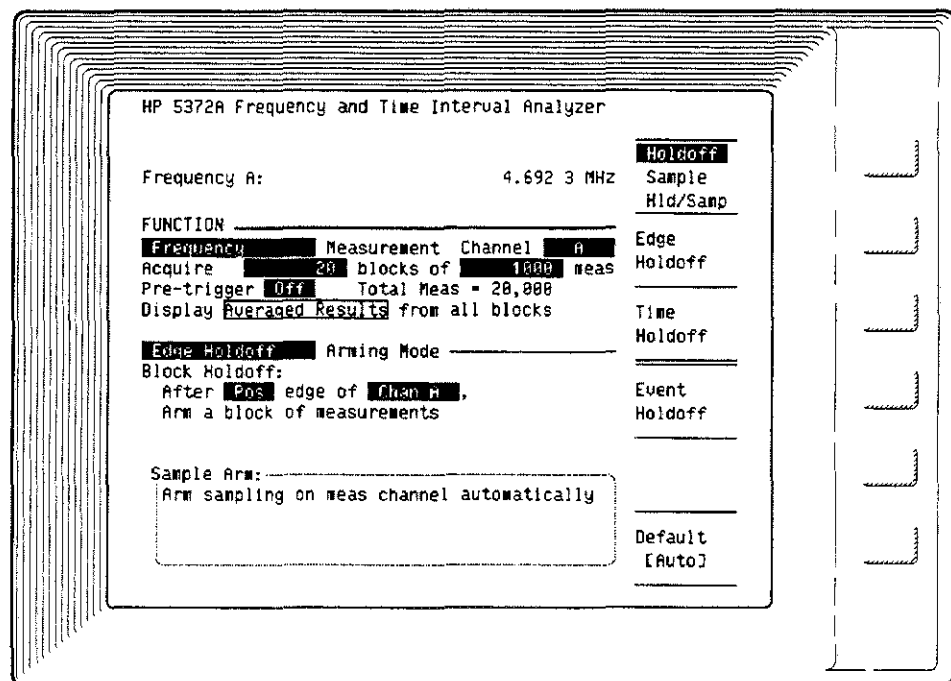 HP 5372A Frequency and Time Interval Analyzer
Frequency A: 4.692 3 MHz
FUNCTION
Frequency Measurement Channel A
Acquire 20 blocks of 1000 meas
Pre-trigger Off Total Meas = 20,000
Display Averaged Results from all blocks
Edge Holdoff Arming Mode
Block Holdoff:
After Pos edge of Chan A,
Arm a block of measurements
Sample Arm:
Arm sampling on meas channel automatically
Holdoff
Sample
Hld/Samp
Edge
Holdoff
Time
Holdoff
Event
Holdoff
Default
[Auto]